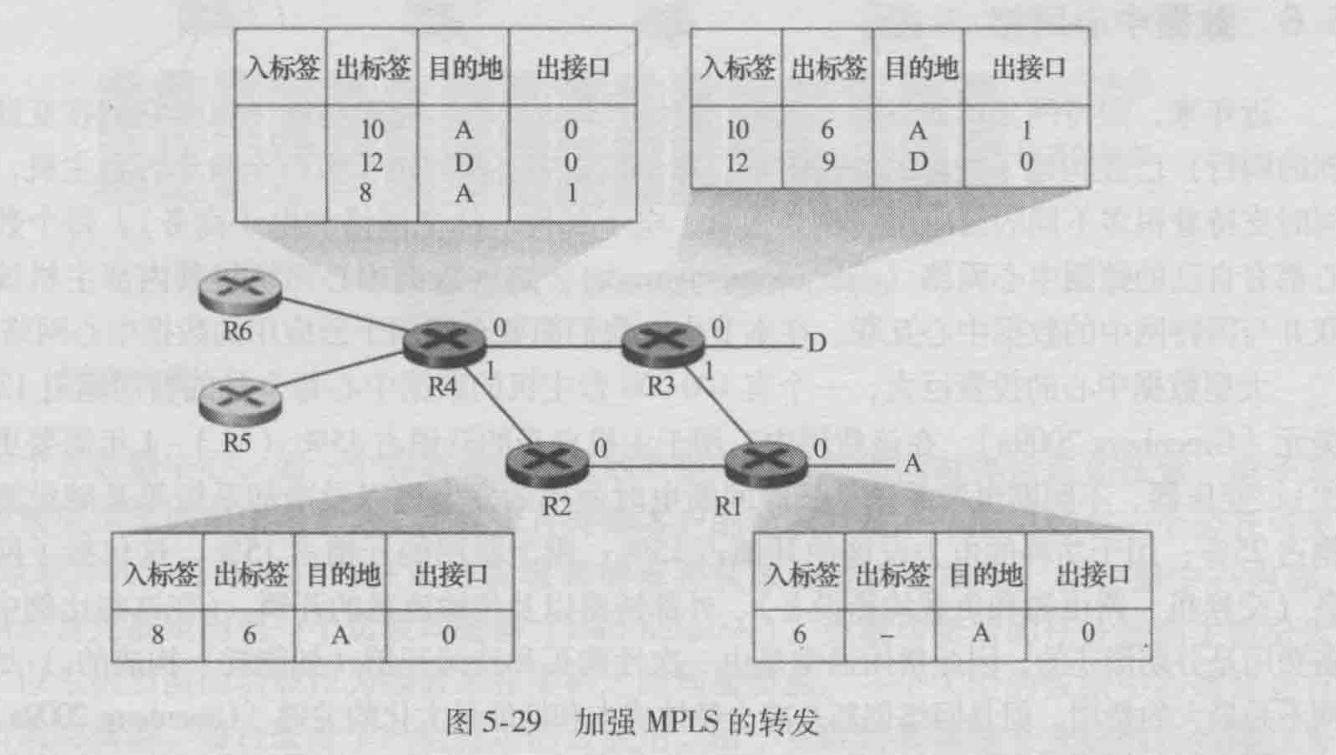 入标签 出标签 目的地 出接口
10 A 0
12 D 0
8 A 1
入标签 出标签 目的地 出接口
10 6 A 1
12 9 D 0
R6
0
0
D
R4
1
R3
1
R5
0
0
A
R2
R1
入标签 出标签 目的地 出接口
8 6 A 0
入标签 出标签 目的地 出接口
6 – A 0
图 5-29 加强 MPLS 的转发